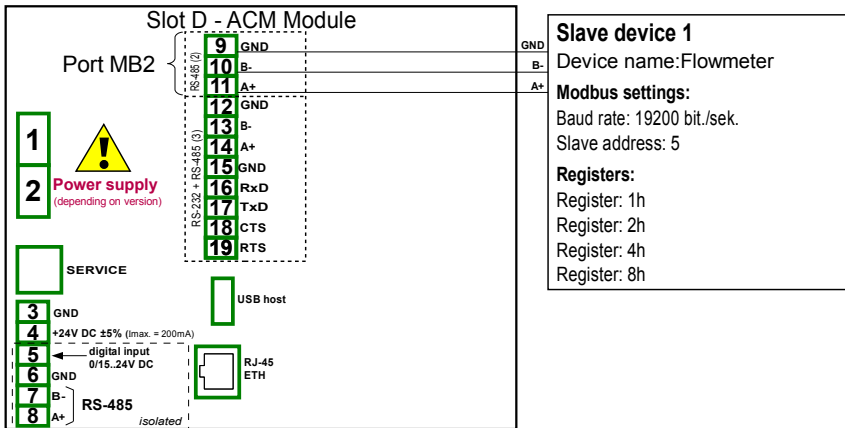 Slot D - ACM Module
Port MB2
RS-485 (2)
9 GND
10 B-
11 A+
RS-232 + RS-485 (3)
12 GND
13 B-
14 A+
15 GND
16 RxD
17 TxD
18 CTS
19 RTS
1
2
Power supply
(depending on version)
SERVICE
USB host
3 GND
4 +24V DC ±5% (Imax. = 200mA)
5 digital input
0/15..24V DC
6 GND
7 B-
8 A+
RS-485
isolated
RJ-45
ETH
GND
B-
A+
Slave device 1
Device name:Flowmeter
Modbus settings:
Baud rate: 19200 bit./sek.
Slave address: 5
Registers:
Register: 1h
Register: 2h
Register: 4h
Register: 8h